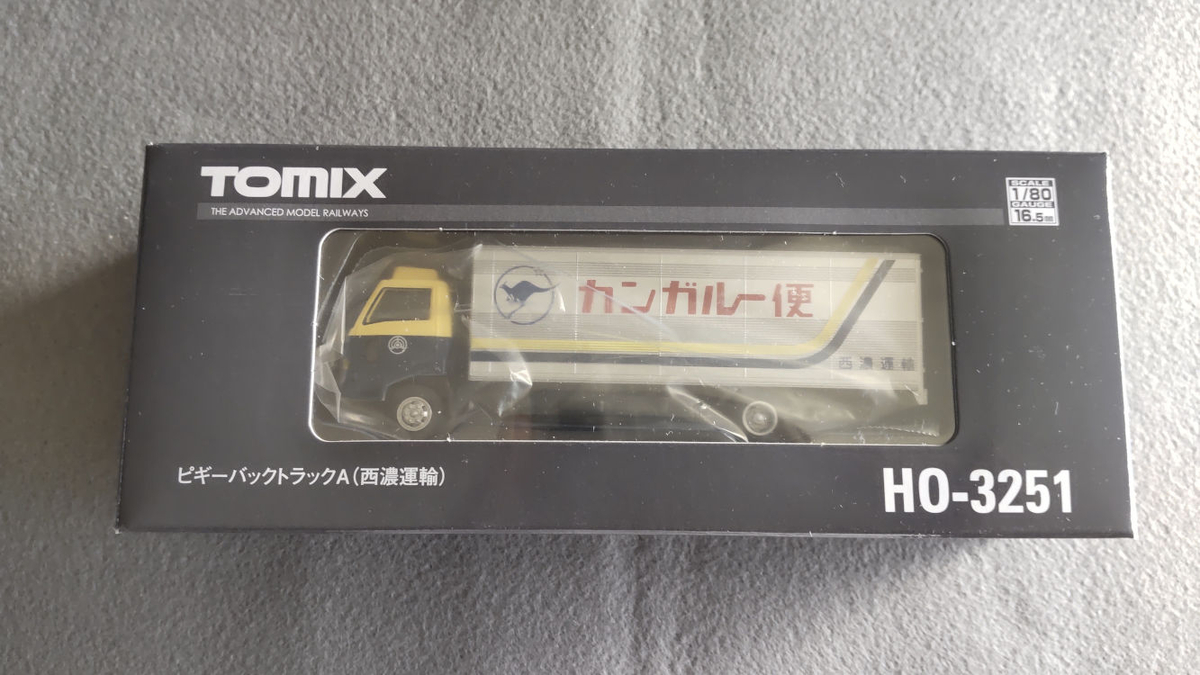 TOMIX
THE ADVANCED MODEL RAILWAYS
SCALE
1/80
GAUGE
16.5mm
カンガルー便
西濃運輸
ピギーバックトラックA(西濃運輸)
HO-3251